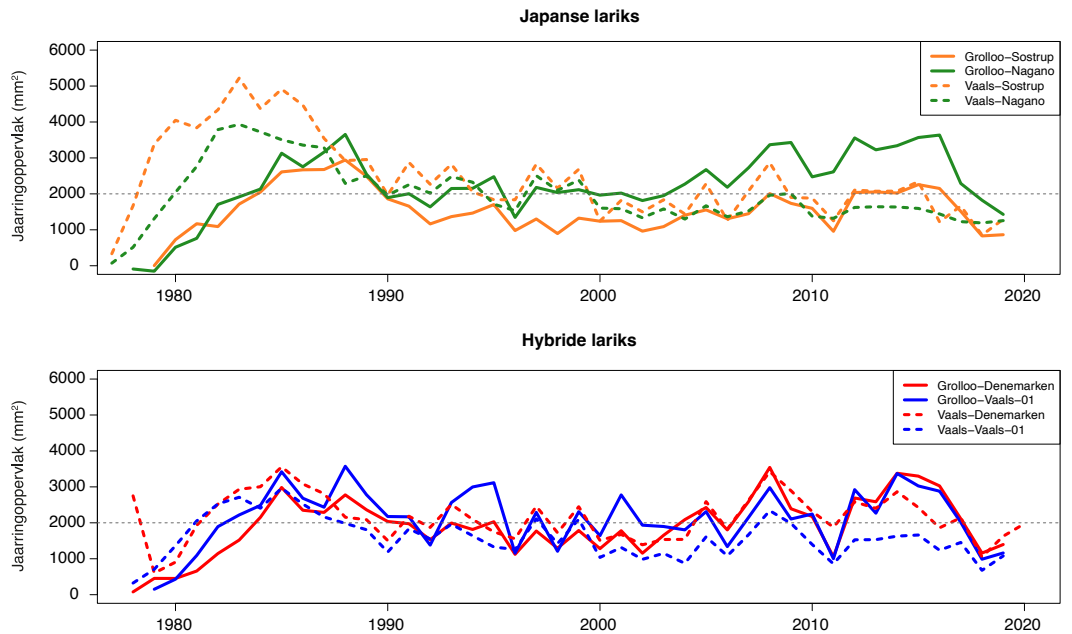 Japanse lariks
Jaarringoppervlak (mm²)
6000
5000
4000
3000
2000
1000
0
Grolloo−Sostrup
Grolloo−Nagano
Vaals−Sostrup
Vaals−Nagano
1980 1990 2000 2010 2020
Hybride lariks
Jaarringoppervlak (mm²)
6000
5000
4000
3000
2000
1000
0
Grolloo−Denemarken
Grolloo−Vaals−01
Vaals−Denemarken
Vaals−Vaals−01
1980 1990 2000 2010 2020